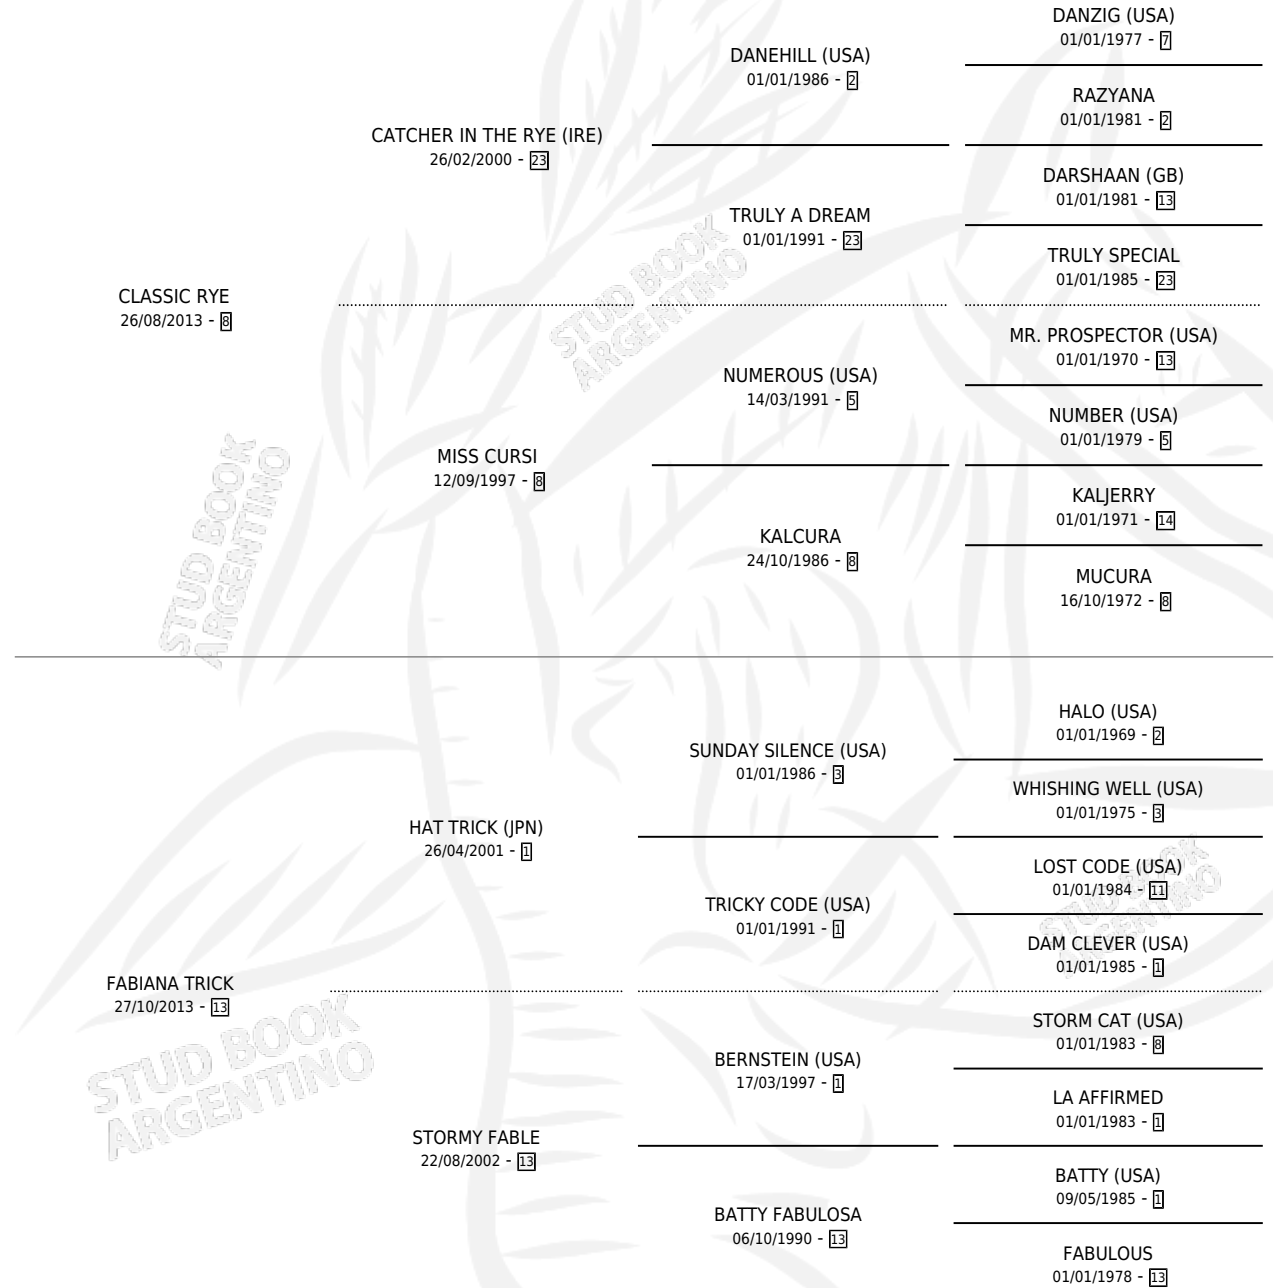 DANZIG (USA)
01/01/1977 - 7
DANEHILL (USA)
01/01/1986 - 2
RAZYANA
01/01/1981 - 2
CATCHER IN THE RYE (IRE)
26/02/2000 - 23
DARSHAAN (GB)
01/01/1981 - 13
TRULY A DREAM
01/01/1991 - 23
TRULY SPECIAL
01/01/1985 - 23
CLASSIC RYE
26/08/2013 - 8
STUD BOOK
ARGENTINO
MR. PROSPECTOR (USA)
01/01/1970 - 13
NUMEROUS (USA)
14/03/1991 - 5
NUMBER (USA)
01/01/1979 - 5
MISS CURSI
12/09/1997 - 8
KALJERRY
01/01/1971 - 14
KALCURA
24/10/1986 - 8
MUCURA
16/10/1972 - 8
STUD BOOK
ARGENTINO
HALO (USA)
01/01/1969 - 2
SUNDAY SILENCE (USA)
01/01/1986 - 3
WHISHING WELL (USA)
01/01/1975 - 3
HAT TRICK (JPN)
26/04/2001 - 1
LOST CODE (USA)
01/01/1984 - 11
TRICKY CODE (USA)
01/01/1991 - 1
STUD BOOK
ARGENTINO
DAM CLEVER (USA)
01/01/1985 - 1
FABIANA TRICK
27/10/2013 - 13
STUD BOOK
ARGENTINO
STORM CAT (USA)
01/01/1983 - 8
BERNSTEIN (USA)
17/03/1997 - 1
LA AFFIRMED
01/01/1983 - 1
STORMY FABLE
22/08/2002 - 13
BATTY (USA)
09/05/1985 - 1
BATTY FABULOSA
06/10/1990 - 13
FABULOUS
01/01/1978 - 13